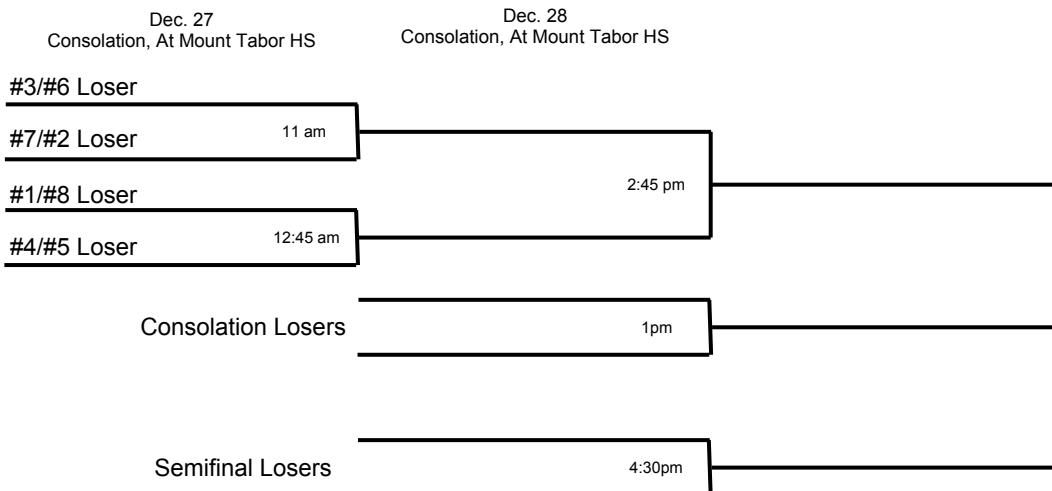 Dec. 27
Consolation, At Mount Tabor HS
Dec. 28
Consolation, At Mount Tabor HS
#3/#6 Loser
#7/#2 Loser
11 am
#1/#8 Loser
2:45 pm
#4/#5 Loser
12:45 am
Consolation Losers
1pm
Semifinal Losers
4:30pm